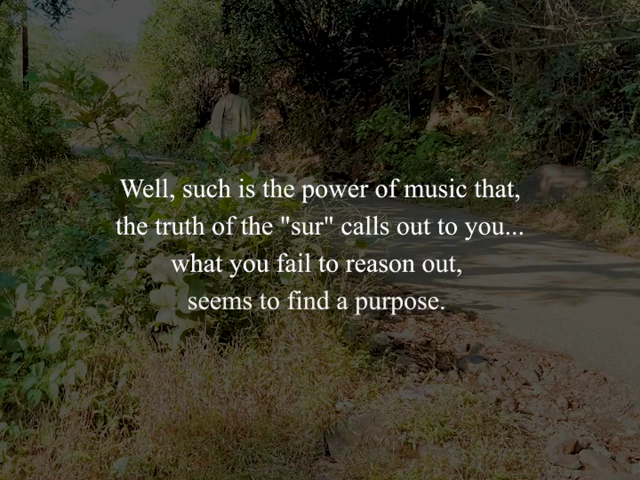 Well, such is the power of music that,
the truth of the "sur" calls out to you...
what you fail to reason out,
seems to find a purpose.